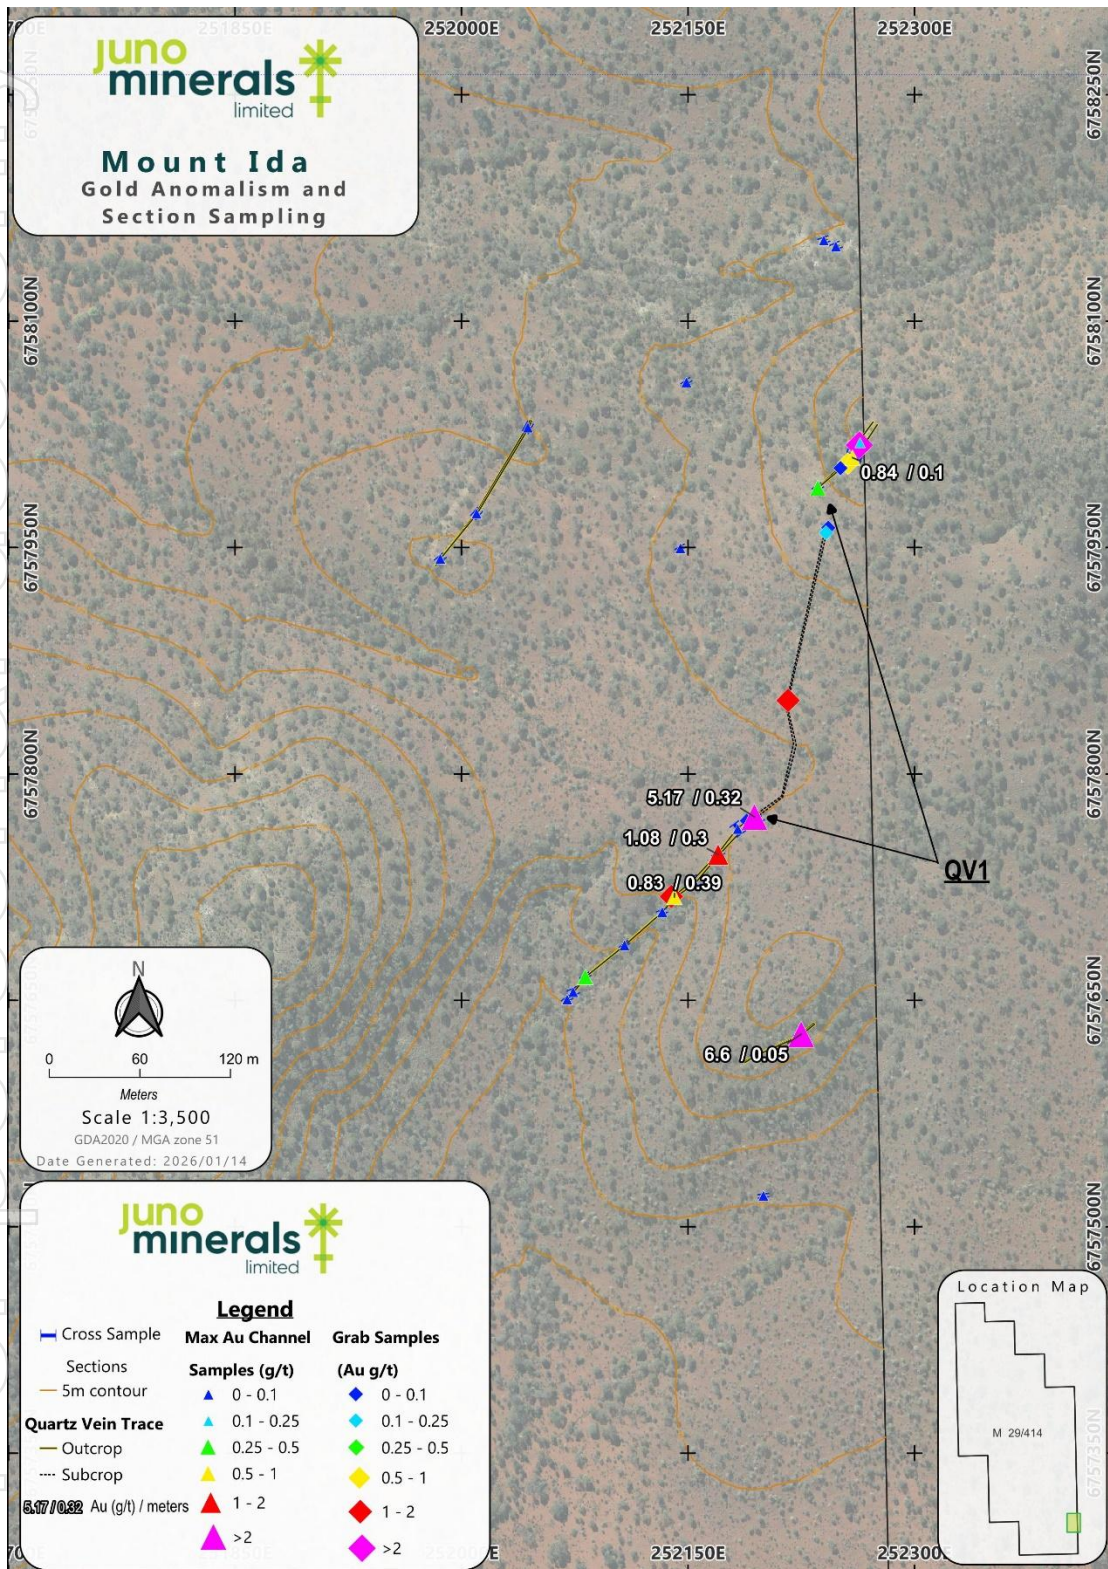 251850E
252000E
252150E
252300E
juno
minerals
limited
Mount Ida
Gold Anomalism and
Section Sampling
6758250N
6758250N
6758100N
6758100N
0.84 / 0.1
6757950N
6757950N
6757800N
6757800N
5.17 / 0.32
1.08 / 0.3
0.83 / 0.39
QV1
6757650N
6757650N
6.6 / 0.05
N
0 60 120 m
Meters
Scale 1:3,500
GDA2020 / MGA zone 51
Date Generated: 2026/01/14
6757500N
juno
minerals
limited
Legend
Cross Sample
Sections
5m contour
Quartz Vein Trace
Outcrop
Subcrop
5.17 / 0.32 Au (g/t) / meters
Max Au Channel
Samples (g/t)
0 - 0.1
0.1 - 0.25
0.25 - 0.5
0.5 - 1
1 - 2
>2
Grab Samples
(Au g/t)
0 - 0.1
0.1 - 0.25
0.25 - 0.5
0.5 - 1
1 - 2
>2
Location Map
M 29/414
6757350N
252000E
252150E
252300E